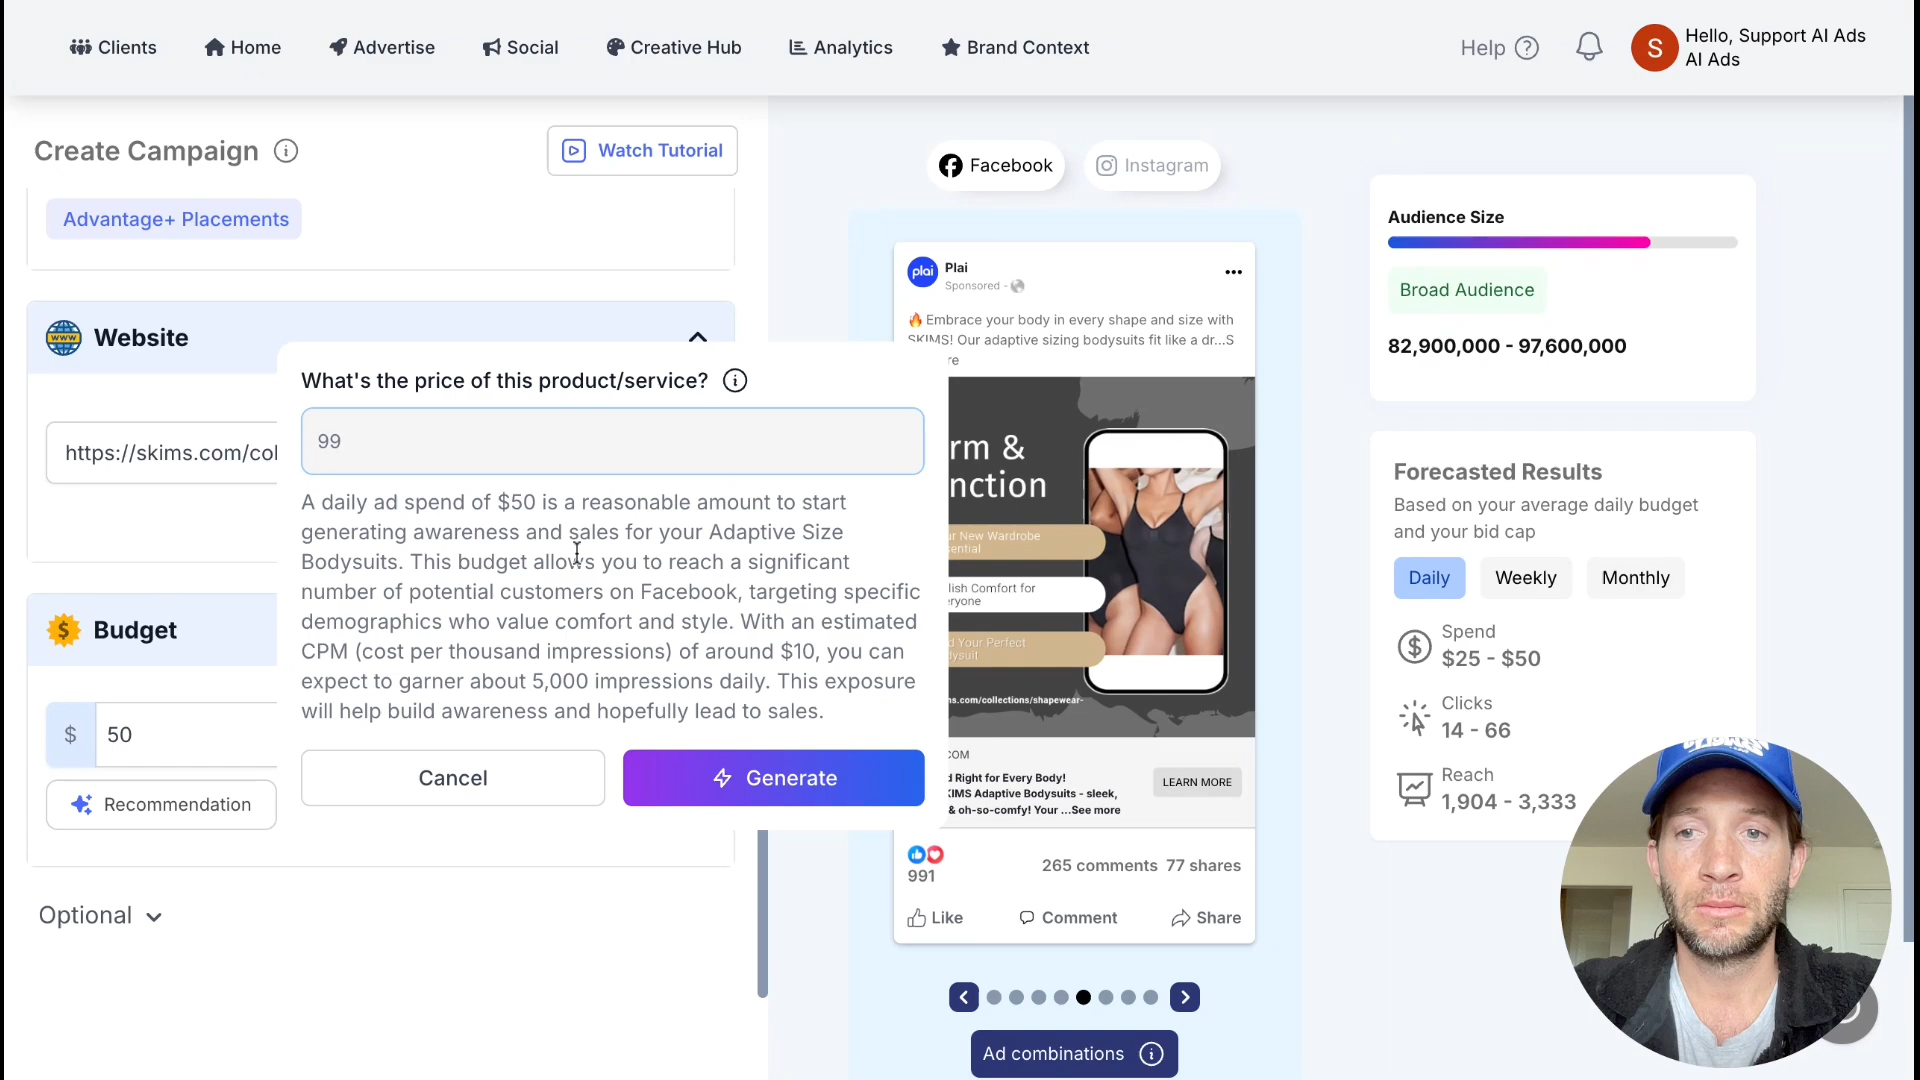 Clients
Home
Advertise
Social
Creative Hub
Analytics
Brand Context
Help
S
Hello, Support AI Ads
AI Ads
Create Campaign
Watch Tutorial
Advantage+ Placements
WWW
Website
https://skims.com/col
What's the price of this product/service?
99
A daily ad spend of $50 is a reasonable amount to start
generating awareness and sales for your Adaptive Size
Bodysuits. This budget allows you to reach a significant
number of potential customers on Facebook, targeting specific
demographics who value comfort and style. With an estimated
CPM (cost per thousand impressions) of around $10, you can
expect to garner about 5,000 impressions daily. This exposure
will help build awareness and hopefully lead to sales.
Cancel
Generate
Budget
$
50
Recommendation
Optional
Facebook
Instagram
plai
Plai
Sponsored -
Embrace your body in every shape and size with
SKIMS! Our adaptive sizing bodysuits fit like a dr...S
re
rm &
nction
ur New Wardrobe
ential
lish Comfort for
eryone
d Your Perfect
dysuit
ms.com/collections/shapewear-
COM
d Right for Every Body!
KIMS Adaptive Bodysuits - sleek,
& oh-so-comfy! Your ...See more
LEARN MORE
991
265 comments 77 shares
Like
Comment
Share
Ad combinations
Audience Size
Broad Audience
82,900,000 - 97,600,000
Forecasted Results
Based on your average daily budget
and your bid cap
Daily
Weekly
Monthly
Spend
$25 - $50
Clicks
14 - 66
Reach
1,904 - 3,333